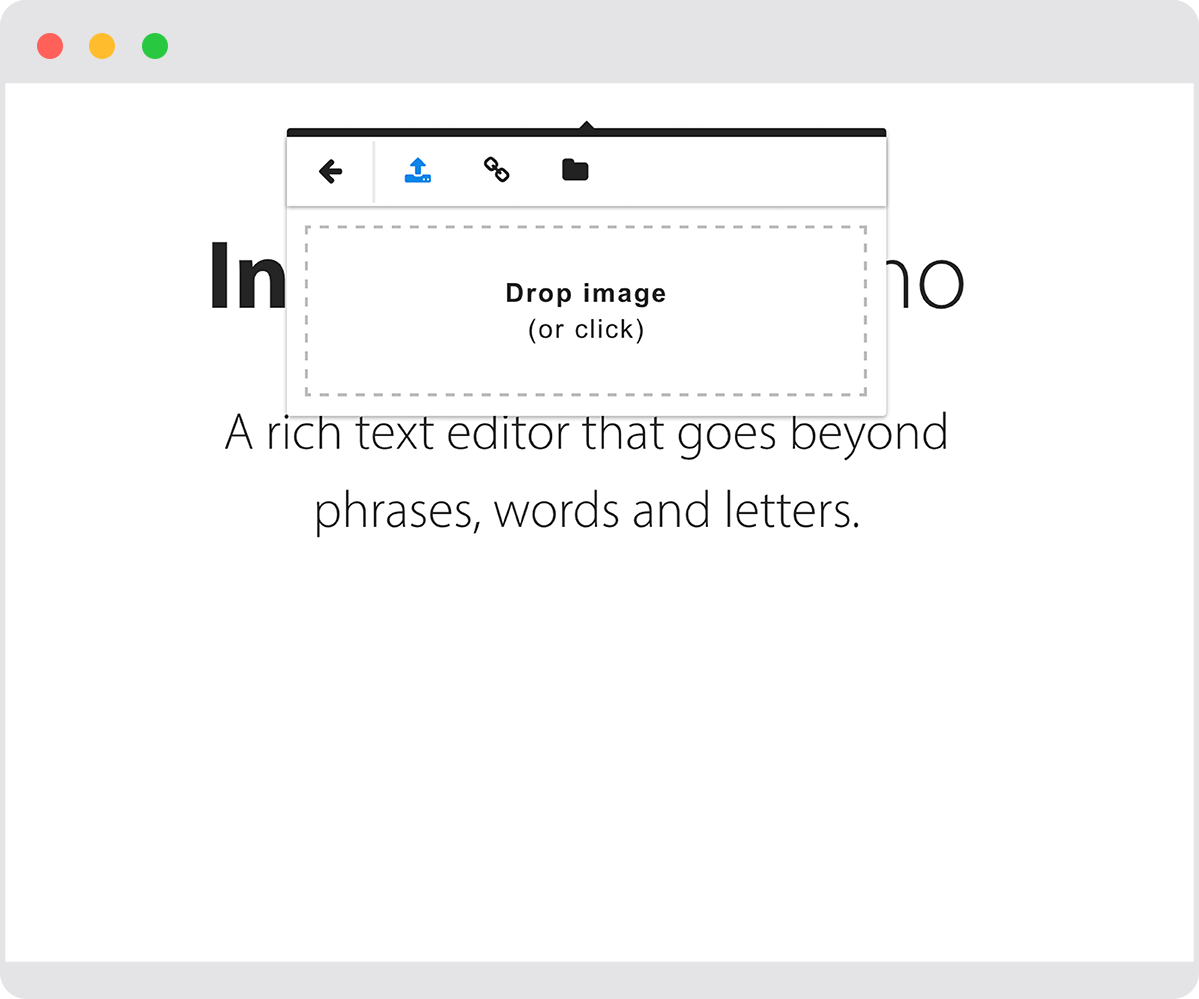 Drop image
(or click)
A rich text editor that goes beyond
phrases, words and letters.